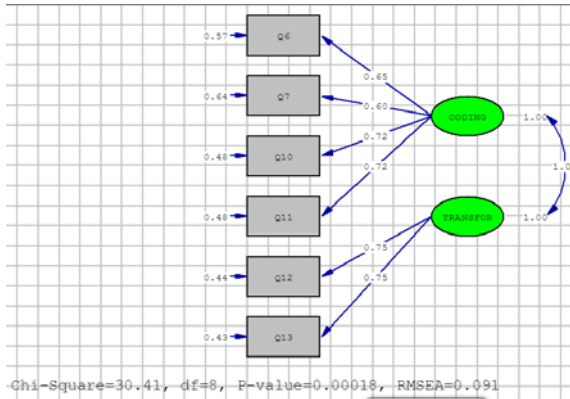 0.57 Q6
0.65
0.64 Q7
0.60
CODING 1.00
0.72
0.48 Q10
1.0
0.72
0.48 Q11
TRANSFOR 1.00
0.75
0.44 Q12
0.75
0.43 Q13
Chi-Square=30.41, df=8, P-value=0.00018, RMSEA=0.091